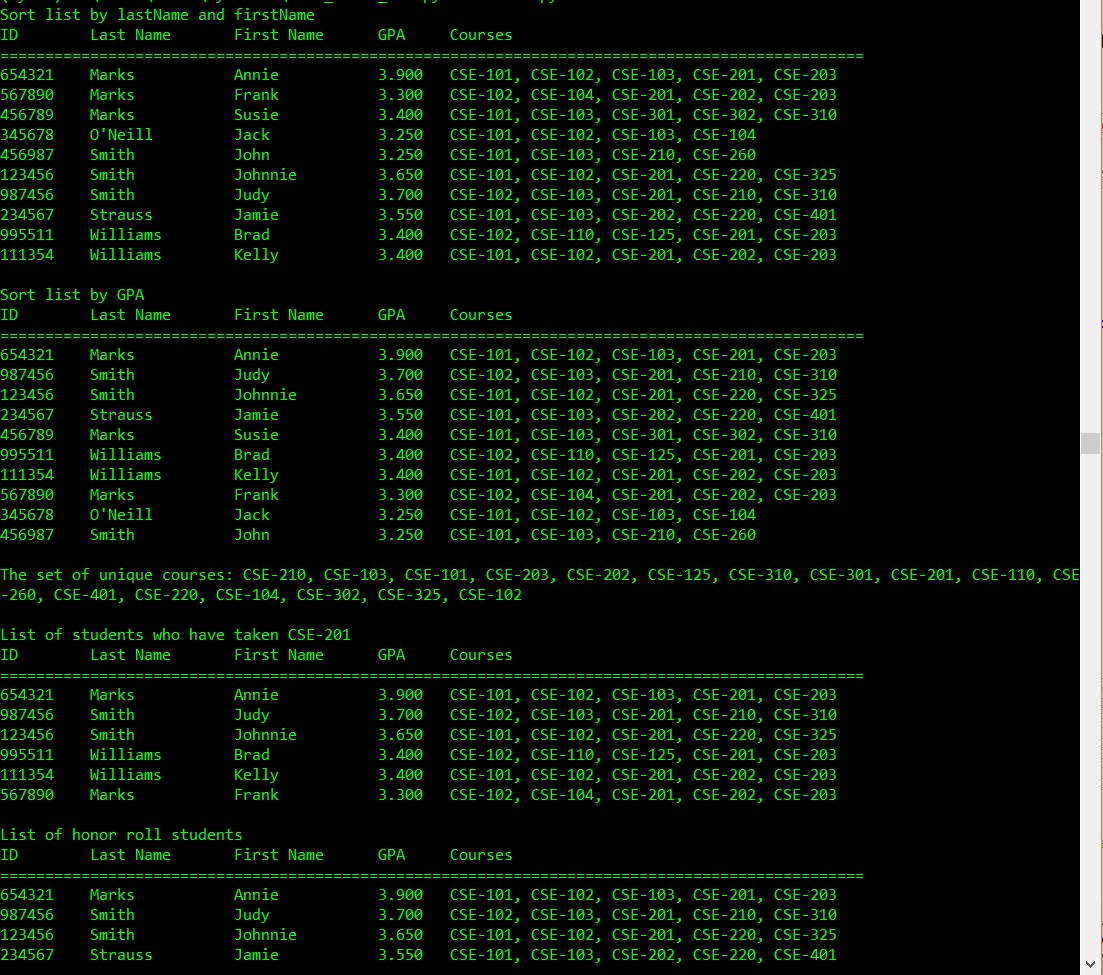 Sort list by lastName and firstName
ID        Last Name       First Name      GPA     Courses
================================================================================================
654321    Marks           Annie           3.900   CSE-101, CSE-102, CSE-103, CSE-201, CSE-203
567890    Marks           Frank           3.300   CSE-102, CSE-104, CSE-201, CSE-202, CSE-203
456789    Marks           Susie           3.400   CSE-101, CSE-103, CSE-301, CSE-302, CSE-310
345678    O'Neill         Jack            3.250   CSE-101, CSE-102, CSE-103, CSE-104
456987    Smith           John            3.250   CSE-101, CSE-103, CSE-210, CSE-260
123456    Smith           Johnnie         3.650   CSE-101, CSE-102, CSE-201, CSE-220, CSE-325
987456    Smith           Judy            3.700   CSE-102, CSE-103, CSE-201, CSE-210, CSE-310
234567    Strauss         Jamie           3.550   CSE-101, CSE-103, CSE-202, CSE-220, CSE-401
995511    Williams        Brad            3.400   CSE-102, CSE-110, CSE-125, CSE-201, CSE-203
111354    Williams        Kelly           3.400   CSE-101, CSE-102, CSE-201, CSE-202, CSE-203

Sort list by GPA
ID        Last Name       First Name      GPA     Courses
================================================================================================
654321    Marks           Annie           3.900   CSE-101, CSE-102, CSE-103, CSE-201, CSE-203
987456    Smith           Judy            3.700   CSE-102, CSE-103, CSE-201, CSE-210, CSE-310
123456    Smith           Johnnie         3.650   CSE-101, CSE-102, CSE-201, CSE-220, CSE-325
234567    Strauss         Jamie           3.550   CSE-101, CSE-103, CSE-202, CSE-220, CSE-401
456789    Marks           Susie           3.400   CSE-101, CSE-103, CSE-301, CSE-302, CSE-310
995511    Williams        Brad            3.400   CSE-102, CSE-110, CSE-125, CSE-201, CSE-203
111354    Williams        Kelly           3.400   CSE-101, CSE-102, CSE-201, CSE-202, CSE-203
567890    Marks           Frank           3.300   CSE-102, CSE-104, CSE-201, CSE-202, CSE-203
345678    O'Neill         Jack            3.250   CSE-101, CSE-102, CSE-103, CSE-104
456987    Smith           John            3.250   CSE-101, CSE-103, CSE-210, CSE-260

The set of unique courses: CSE-210, CSE-103, CSE-101, CSE-203, CSE-202, CSE-125, CSE-310, CSE-301, CSE-201, CSE-110, CSE
-260, CSE-401, CSE-220, CSE-104, CSE-302, CSE-325, CSE-102

List of students who have taken CSE-201
ID        Last Name       First Name      GPA     Courses
================================================================================================
654321    Marks           Annie           3.900   CSE-101, CSE-102, CSE-103, CSE-201, CSE-203
987456    Smith           Judy            3.700   CSE-102, CSE-103, CSE-201, CSE-210, CSE-310
123456    Smith           Johnnie         3.650   CSE-101, CSE-102, CSE-201, CSE-220, CSE-325
995511    Williams        Brad            3.400   CSE-102, CSE-110, CSE-125, CSE-201, CSE-203
111354    Williams        Kelly           3.400   CSE-101, CSE-102, CSE-201, CSE-202, CSE-203
567890    Marks           Frank           3.300   CSE-102, CSE-104, CSE-201, CSE-202, CSE-203

List of honor roll students
ID        Last Name       First Name      GPA     Courses
================================================================================================
654321    Marks           Annie           3.900   CSE-101, CSE-102, CSE-103, CSE-201, CSE-203
987456    Smith           Judy            3.700   CSE-102, CSE-103, CSE-201, CSE-210, CSE-310
123456    Smith           Johnnie         3.650   CSE-101, CSE-102, CSE-201, CSE-220, CSE-325
234567    Strauss         Jamie           3.550   CSE-101, CSE-103, CSE-202, CSE-220, CSE-401